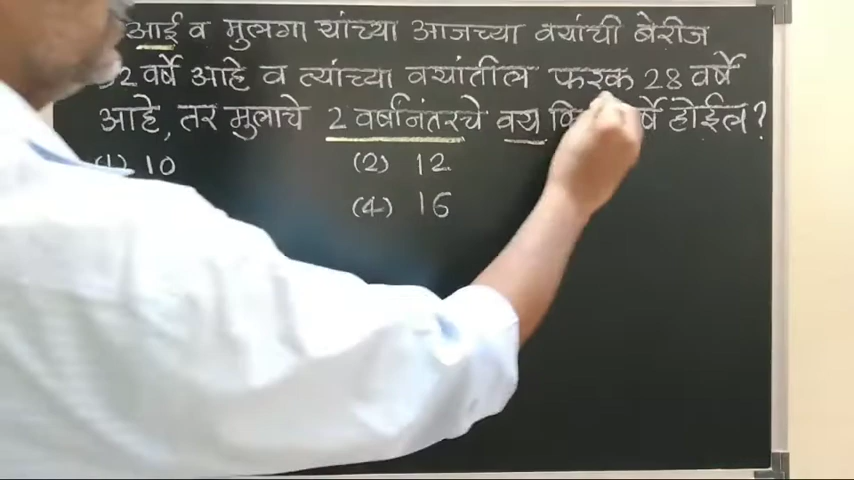 आई व मुलगा यांच्या आजच्या वयांची बेरीज
2 वर्षे आहे व त्यांच्या वयांतील फरक 28 वर्षे
आहे, तर मुलाचे 2 वर्षांनंतरचे वय होईल?
(1) 10 (2) 12
(4) 16